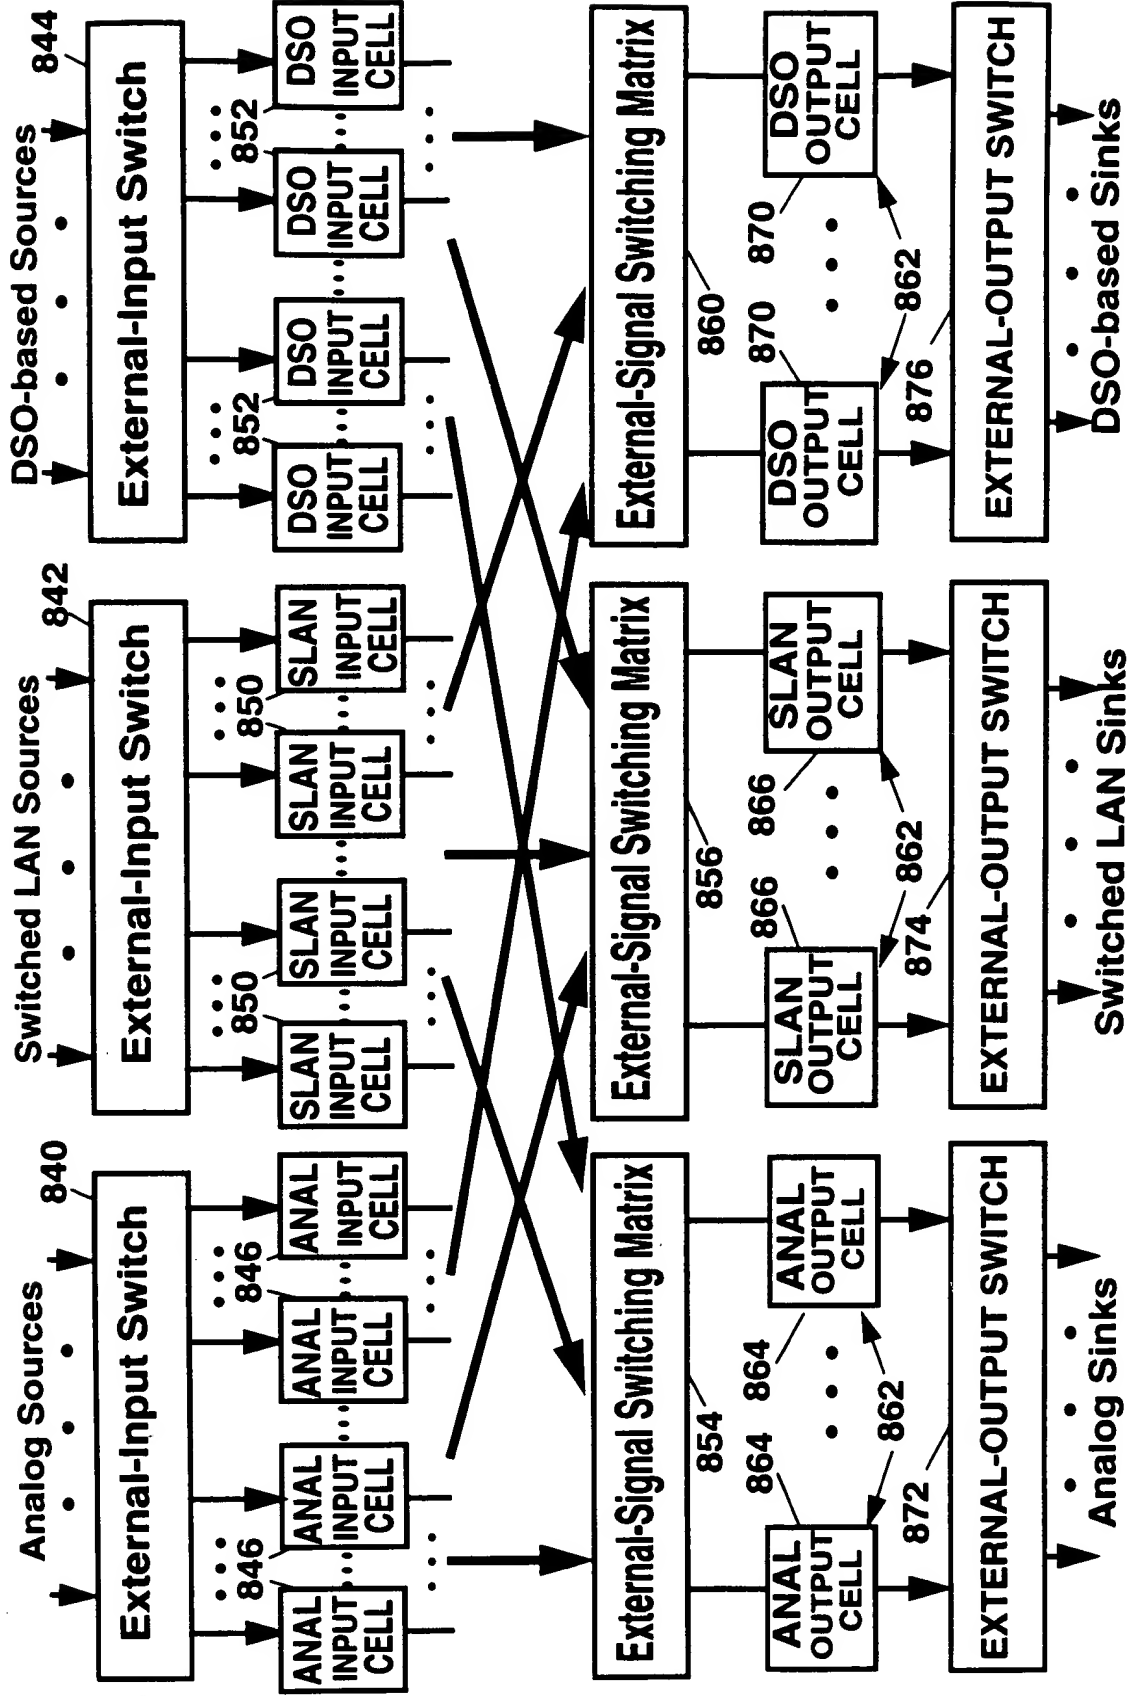 Analog Sources
Switched LAN Sources
DSO-based Sources
840
842
844
External-Input Switch
External-Input Switch
External-Input Switch
846
846
850
850
852
852
ANAL
INPUT
CELL
ANAL
INPUT
CELL
ANAL
INPUT
CELL
ANAL
INPUT
CELL
SLAN
INPUT
CELL
SLAN
INPUT
CELL
SLAN
INPUT
CELL
SLAN
INPUT
CELL
DSO
INPUT
CELL
DSO
INPUT
CELL
DSO
INPUT
CELL
DSO
INPUT
CELL
External-Signal Switching Matrix
External-Signal Switching Matrix
External-Signal Switching Matrix
854
856
860
864
864
866
866
870
870
ANAL
OUTPUT
CELL
ANAL
OUTPUT
CELL
SLAN
OUTPUT
CELL
SLAN
OUTPUT
CELL
DSO
OUTPUT
CELL
DSO
OUTPUT
CELL
862
862
862
872
874
876
EXTERNAL-OUTPUT SWITCH
EXTERNAL-OUTPUT SWITCH
EXTERNAL-OUTPUT SWITCH
Analog Sinks
Switched LAN Sinks
DSO-based Sinks